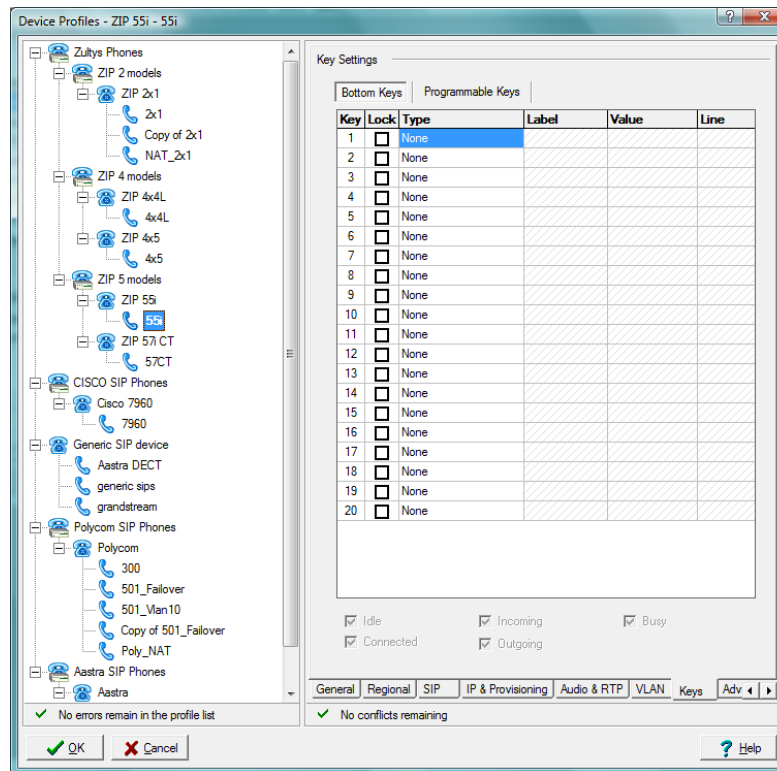 Device Profiles - ZIP 55i - 55i
Zultys Phones
ZIP 2 models
ZIP 2x1
2x1
Copy of 2x1
NAT_2x1
ZIP 4 models
ZIP 4x4L
4x4L
ZIP 4x5
4x5
ZIP 5 models
ZIP 55i
55i
ZIP 57i CT
57CT
CISCO SIP Phones
Cisco 7960
7960
Generic SIP device
Aastra DECT
generic sips
grandstream
Polycom SIP Phones
Polycom
300
501_Failover
501_Vlan10
Copy of 501_Failover
Poly_NAT
Aastra SIP Phones
Aastra
No errors remain in the profile list
Key Settings
Bottom Keys Programmable Keys
Key Lock Type Label Value Line
1 None
2 None
3 None
4 None
5 None
6 None
7 None
8 None
9 None
10 None
11 None
12 None
13 None
14 None
15 None
16 None
17 None
18 None
19 None
20 None
Idle Incoming Busy
Connected Outgoing
General Regional SIP IP & Provisioning Audio & RTP VLAN Keys Adv
No conflicts remaining
OK Cancel Help